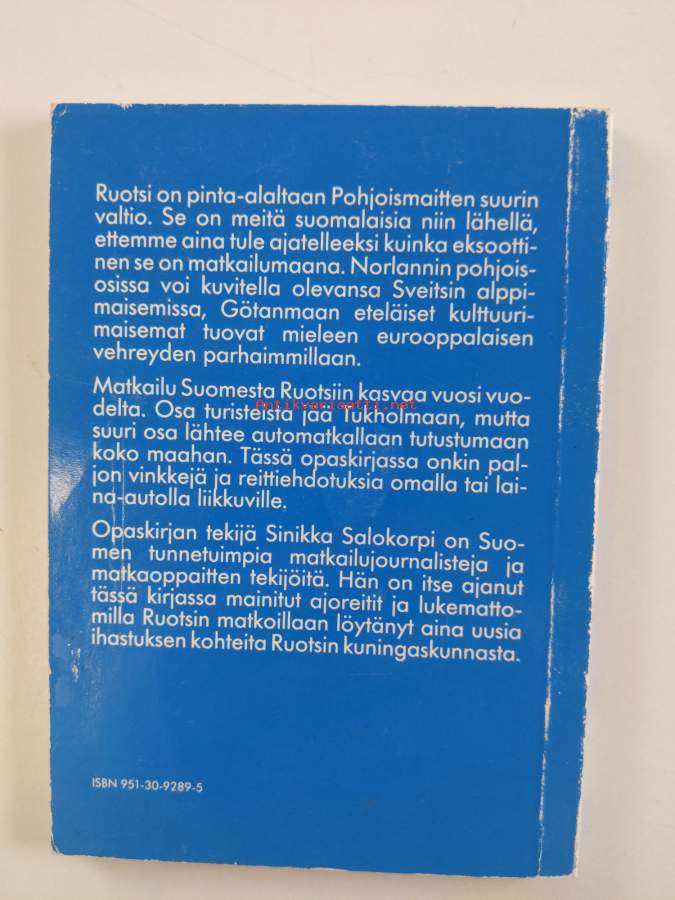 Ruotsi on pinta-alaltaan Pohjoismaitten suurin
valtio. Se on meitä suomalaisia niin lähellä,
ettemme aina tule ajatelleeksi kuinka eksootti-
nen se on matkailumaana. Norlannin pohjois-
osissa voi kuvitella olevansa Sveitsin alppi-
maisemissa, Götanmaan eteläiset kulttuuri-
maisemat tuovat mieleen eurooppalaisen
vehreyden parhaimmillaan.
Matkailu Suomesta Ruotsiin kasvaa vuosi vuo-
delta. Osa turisteista jää Tukholmaan, mutta
Antikvariaatti.net
suuri osa lähtee automatkallaan tutustumaan
koko maahan. Tässä opaskirjassa onkin pal-
jon vinkkejä ja reittiehdotuksia omalla tai lai-
na-autolla liikkuville.
Opaskirjan tekijä Sinikka Salokorpi on Suo-
men tunnetuimpia matkailujournalisteja ja
matkaoppaitten tekijöitä. Hän on itse ajanut
tässä kirjassa mainitut ajoreitit ja lukematto-
milla Ruotsin matkoillaan löytänyt aina uusia
ihastuksen kohteita Ruotsin kuningaskunnasta.
ISBN 951-30-9289-5